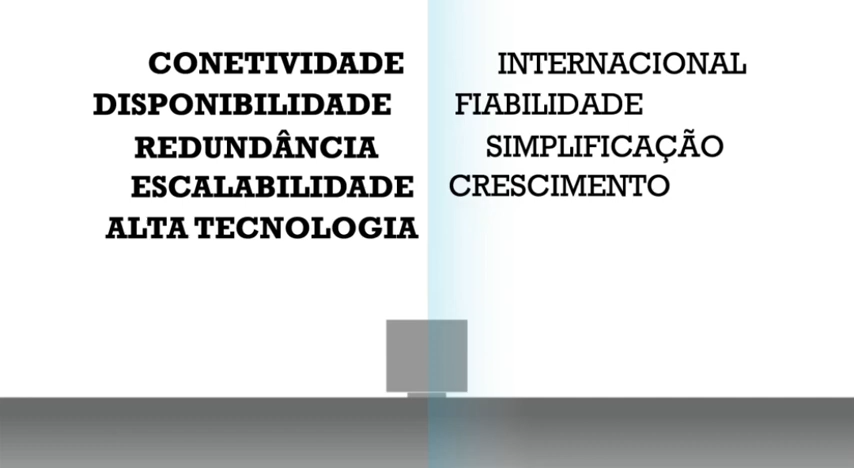 CONETIVIDADE
DISPONIBILIDADE
REDUNDÂNCIA
ESCALABILIDADE
ALTA TECNOLOGIA
INTERNACIONAL
FIABILIDADE
SIMPLIFICAÇÃO
CRESCIMENTO